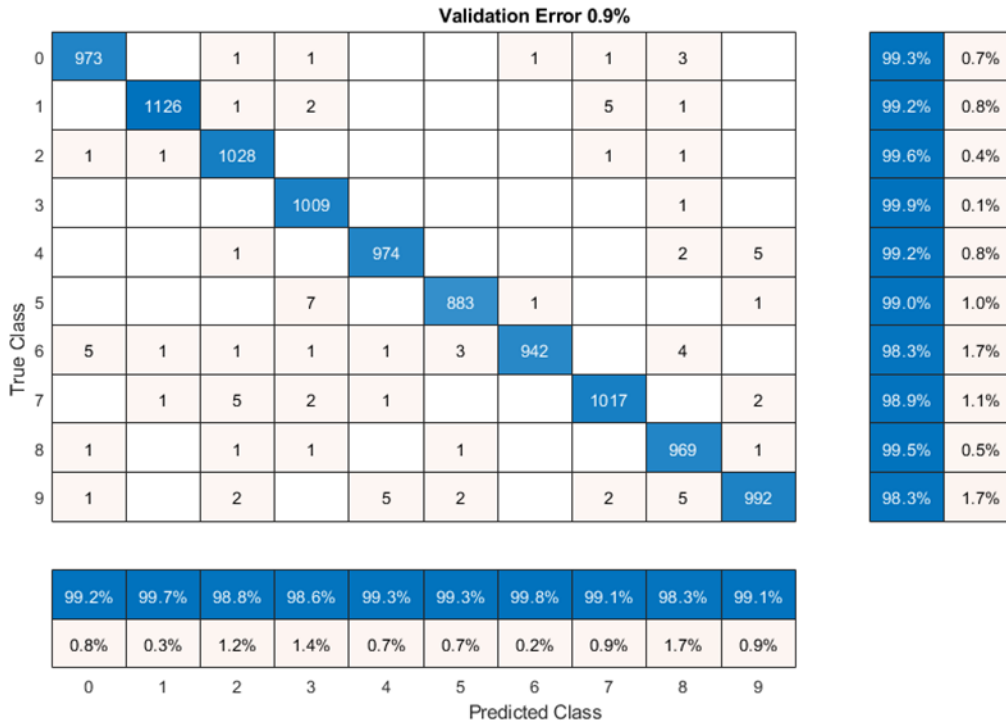 Validation Error 0.9%
0 973 1 1 1 1 3 99.3% 0.7%
1 1126 1 2 5 1 99.2% 0.8%
2 1 1 1028 1 1 99.6% 0.4%
3 1009 1 99.9% 0.1%
4 1 974 2 5 99.2% 0.8%
5 7 883 1 1 99.0% 1.0%
6 5 1 1 1 1 3 942 4 98.3% 1.7%
7 1 5 2 1 1017 2 98.9% 1.1%
8 1 1 1 1 969 1 99.5% 0.5%
9 1 2 5 2 2 5 992 98.3% 1.7%
True Class
99.2% 99.7% 98.8% 98.6% 99.3% 99.3% 99.8% 99.1% 98.3% 99.1%
0.8% 0.3% 1.2% 1.4% 0.7% 0.7% 0.2% 0.9% 1.7% 0.9%
0 1 2 3 4 5 6 7 8 9
Predicted Class